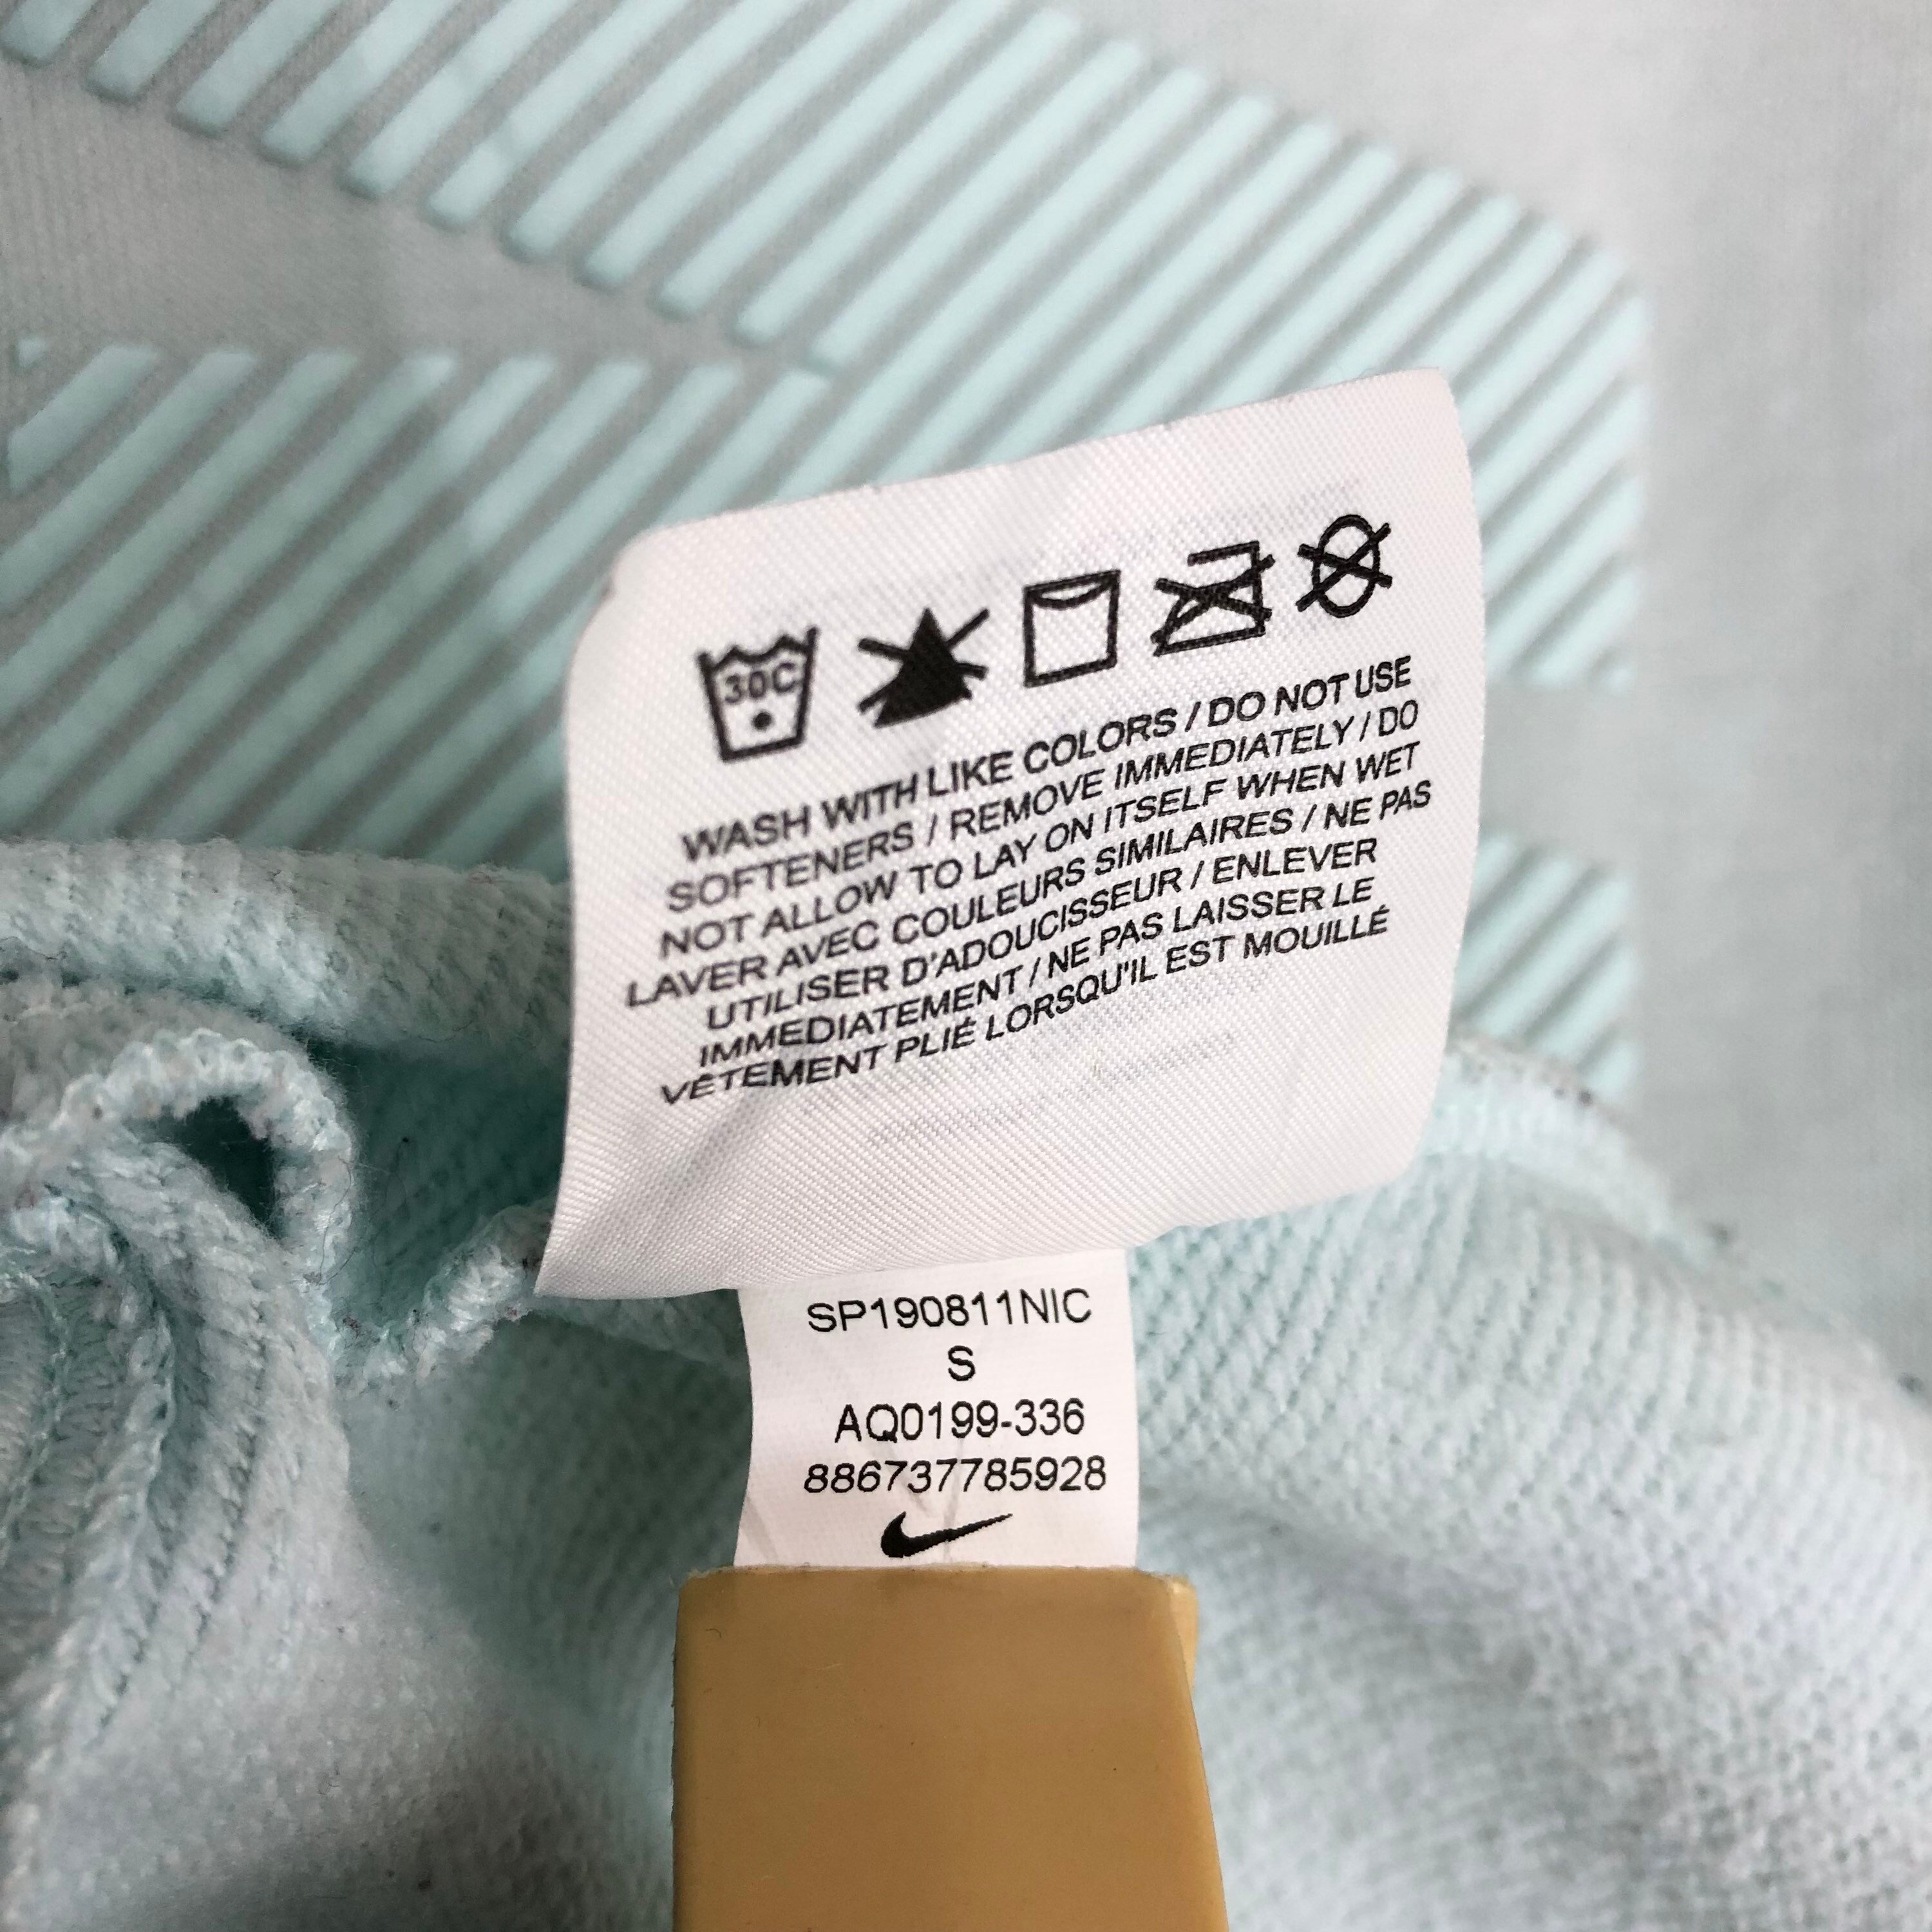 30C
WASH WITH LIKE COLORS / DO NOT USE
SOFTENERS / REMOVE IMMEDIATELY / DO
NOT ALLOW TO LAY ON ITSELF WHEN WET
LAVER AVEC COULEURS SIMILAIRES / NE PAS
UTILISER D'ADOUCISSEUR / ENLEVER
IMMEDIATEMENT / NE PAS LAISSER LE
VÊTEMENT PLIÉ LORSQU'IL EST MOUILLÉ
SP190811NIC
S
AQ0199-336
886737785928